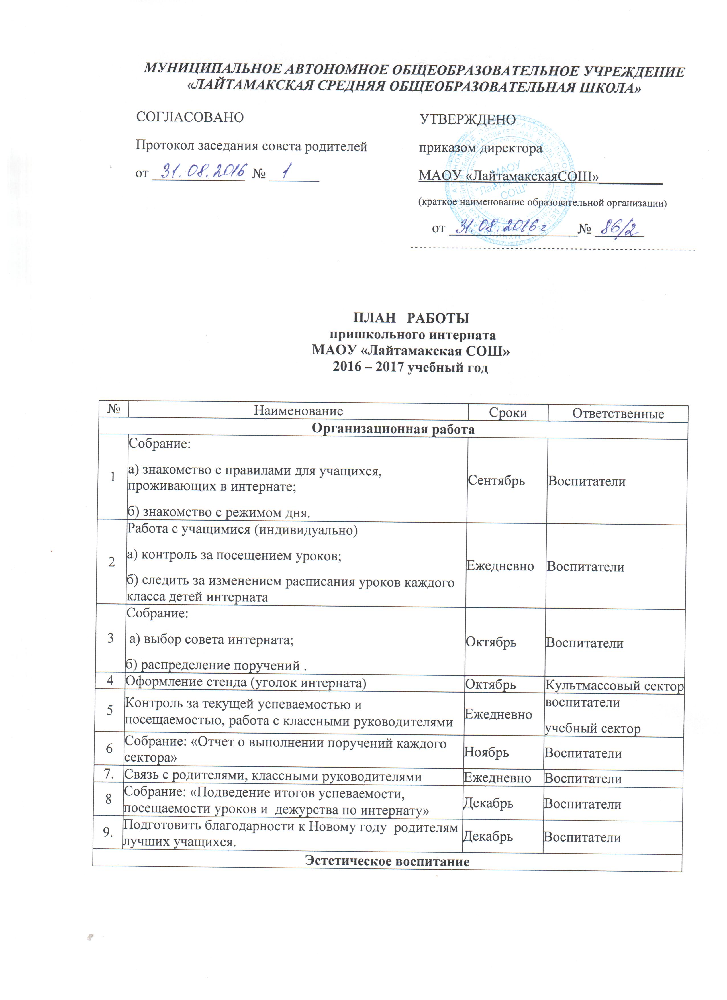 МУНИЦИПАЛЬНОЕ АВТОНОМНОЕ ОБЩЕОБРАЗОВАТЕЛЬНОЕ УЧРЕЖДЕНИЕ
«ЛАЙТАМАКСКАЯ СРЕДНЯЯ ОБЩЕОБРАЗОВАТЕЛЬНАЯ ШКОЛА»
СОГЛАСОВАНО
Протокол заседания совета родителей
от 31.08.2016 № 1
УТВЕРЖДЕНО
приказом директора
МАОУ «ЛайтамакскаяСОШ»
(краткое наименование образовательной организации)
от 31.08.2016 г № 86/2
МАОУ
"Лайтамакская
СОШ"
ПЛАН РАБОТЫ
пришкольного интерната
МАОУ «Лайтамакская СОШ»
2016 – 2017 учебный год
№ Наименование Сроки Ответственные
Организационная работа
1 Собрание:
а) знакомство с правилами для учащихся,
проживающих в интернате;
б) знакомство с режимом дня.
Сентябрь Воспитатели
2 Работа с учащимися (индивидуально)
а) контроль за посещением уроков;
б) следить за изменением расписания уроков каждого
класса детей интерната
Ежедневно Воспитатели
3 Собрание:
а) выбор совета интерната;
б) распределение поручений .
Октябрь Воспитатели
4 Оформление стенда (уголок интерната) Октябрь Культмассовый сектор
5 Контроль за текущей успеваемостью и
посещаемостью, работа с классными руководителями
Ежедневно воспитатели
учебный сектор
6 Собрание: «Отчет о выполнении поручений каждого
сектора»
Ноябрь Воспитатели
7. Связь с родителями, классными руководителями Ежедневно Воспитатели
8 Собрание: «Подведение итогов успеваемости,
посещаемости уроков и дежурства по интернату»
Декабрь Воспитатели
9. Подготовить благодарности к Новому году родителям
лучших учащихся.
Декабрь Воспитатели
Эстетическое воспитание